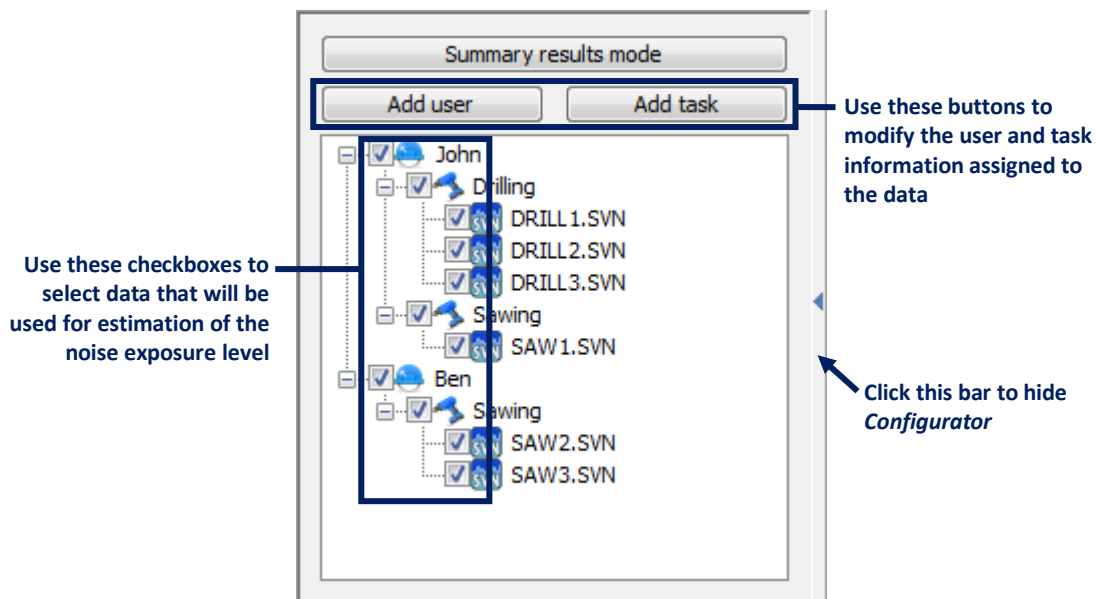 Summary results mode
Add user
Add task
Use these buttons to
modify the user and task
information assigned to
the data
John
Drilling
DRILL1.SVN
DRILL2.SVN
DRILL3.SVN
Sawing
SAW1.SVN
Ben
Sawing
SAW2.SVN
SAW3.SVN
Use these checkboxes to
select data that will be
used for estimation of the
noise exposure level
Click this bar to hide
Configurator